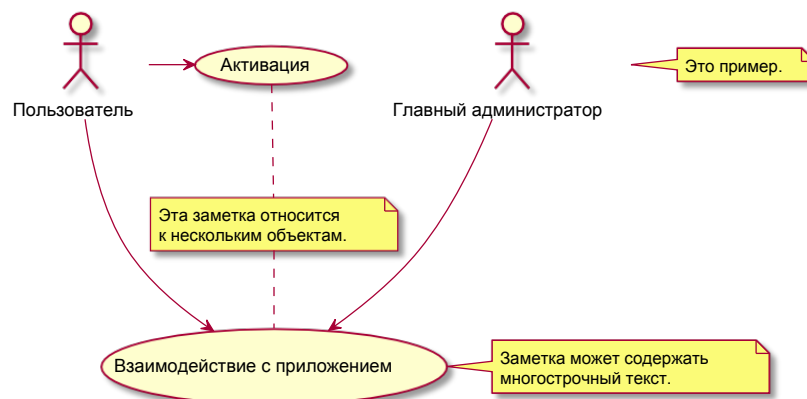 Активация
Это пример.
Пользователь
Главный администратор
Эта заметка относится
к нескольким объектам.
Взаимодействие с приложением
Заметка может содержать
многострочный текст.